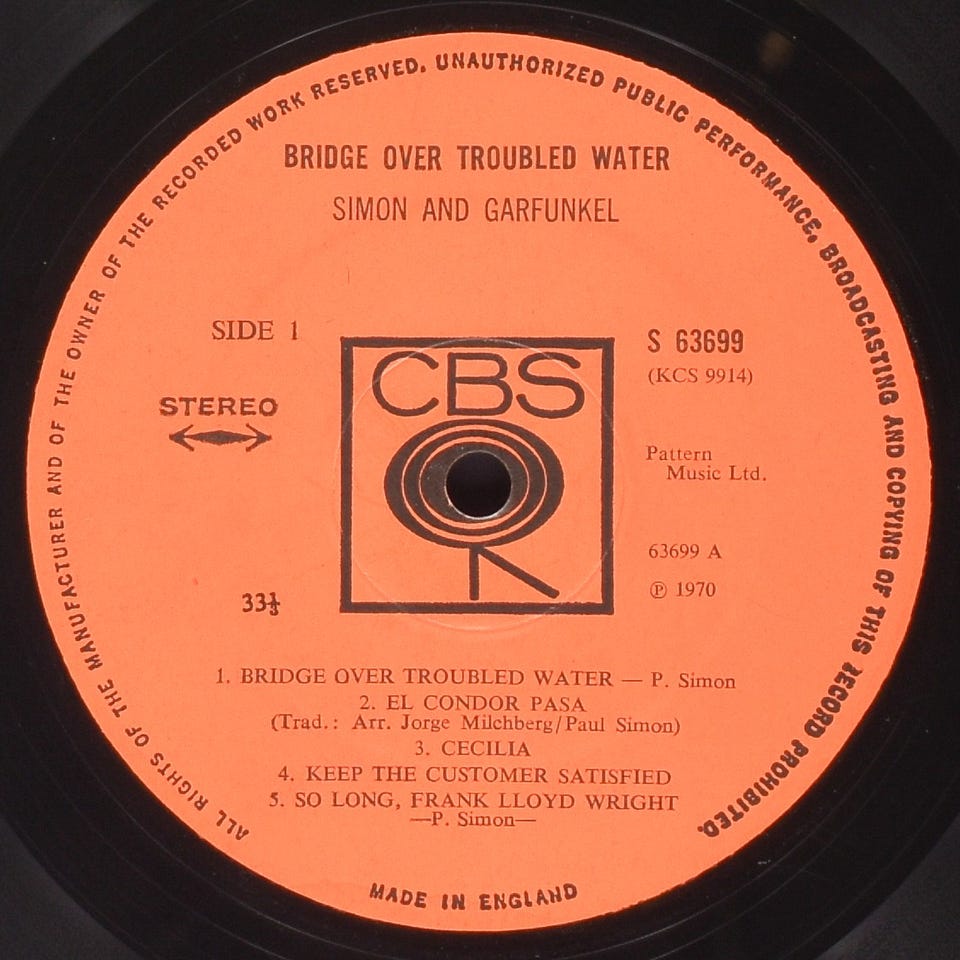 ALL RIGHTS OF THE MANUFACTURER AND OF THE OWNER OF THE RECORDED WORK RESERVED. UNAUTHORIZED PUBLIC PERFORMANCE, BROADCASTING AND COPYING OF THIS RECORD PROHIBITED.
BRIDGE OVER TROUBLED WATER
SIMON AND GARFUNKEL
SIDE 1
S 63699
(KCS 9914)
CBS
STEREO
Pattern
Music Ltd.
63699 A
℗ 1970
33⅓
1. BRIDGE OVER TROUBLED WATER — P. Simon
2. EL CONDOR PASA
(Trad.: Arr. Jorge Milchberg/Paul Simon)
3. CECILIA
4. KEEP THE CUSTOMER SATISFIED
5. SO LONG, FRANK LLOYD WRIGHT
—P. Simon—
MADE IN ENGLAND